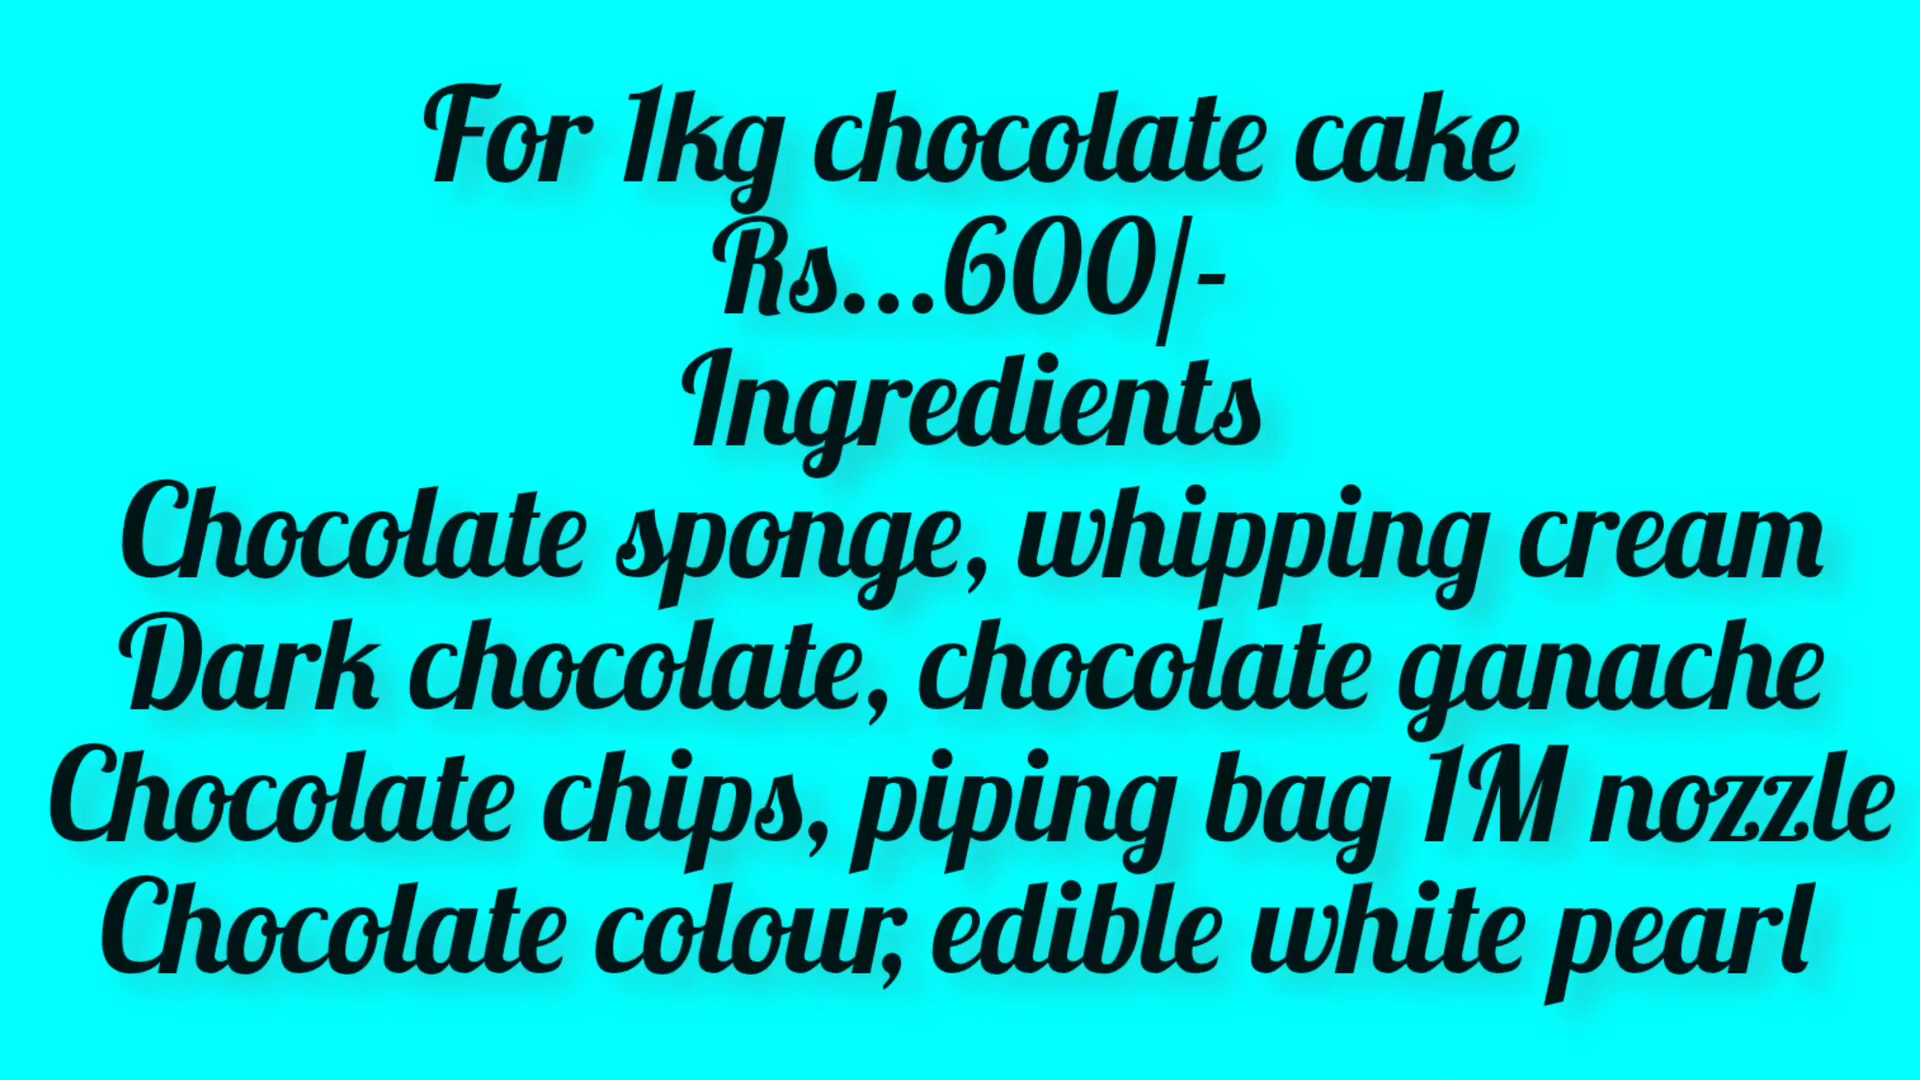 For 1kg chocolate cake
Rs...600/-
Ingredients
Chocolate sponge, whipping cream
Dark chocolate, chocolate ganache
Chocolate chips, piping bag 1M nozzle
Chocolate colour, edible white pearl